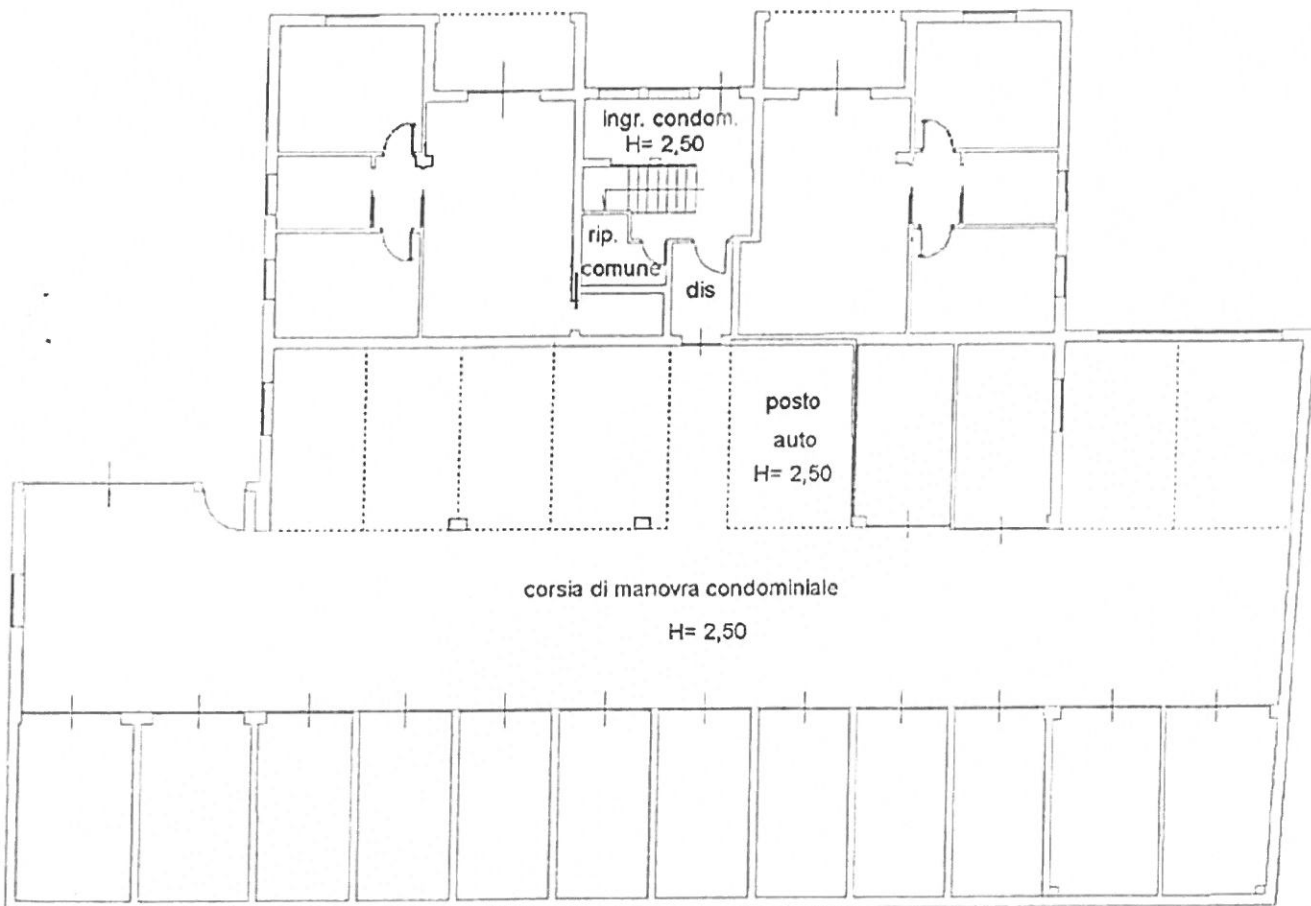 ingr. condom.
H= 2,50
rip.
comune
dis
posto
auto
H= 2,50
corsia di manovra condominiale
H= 2,50